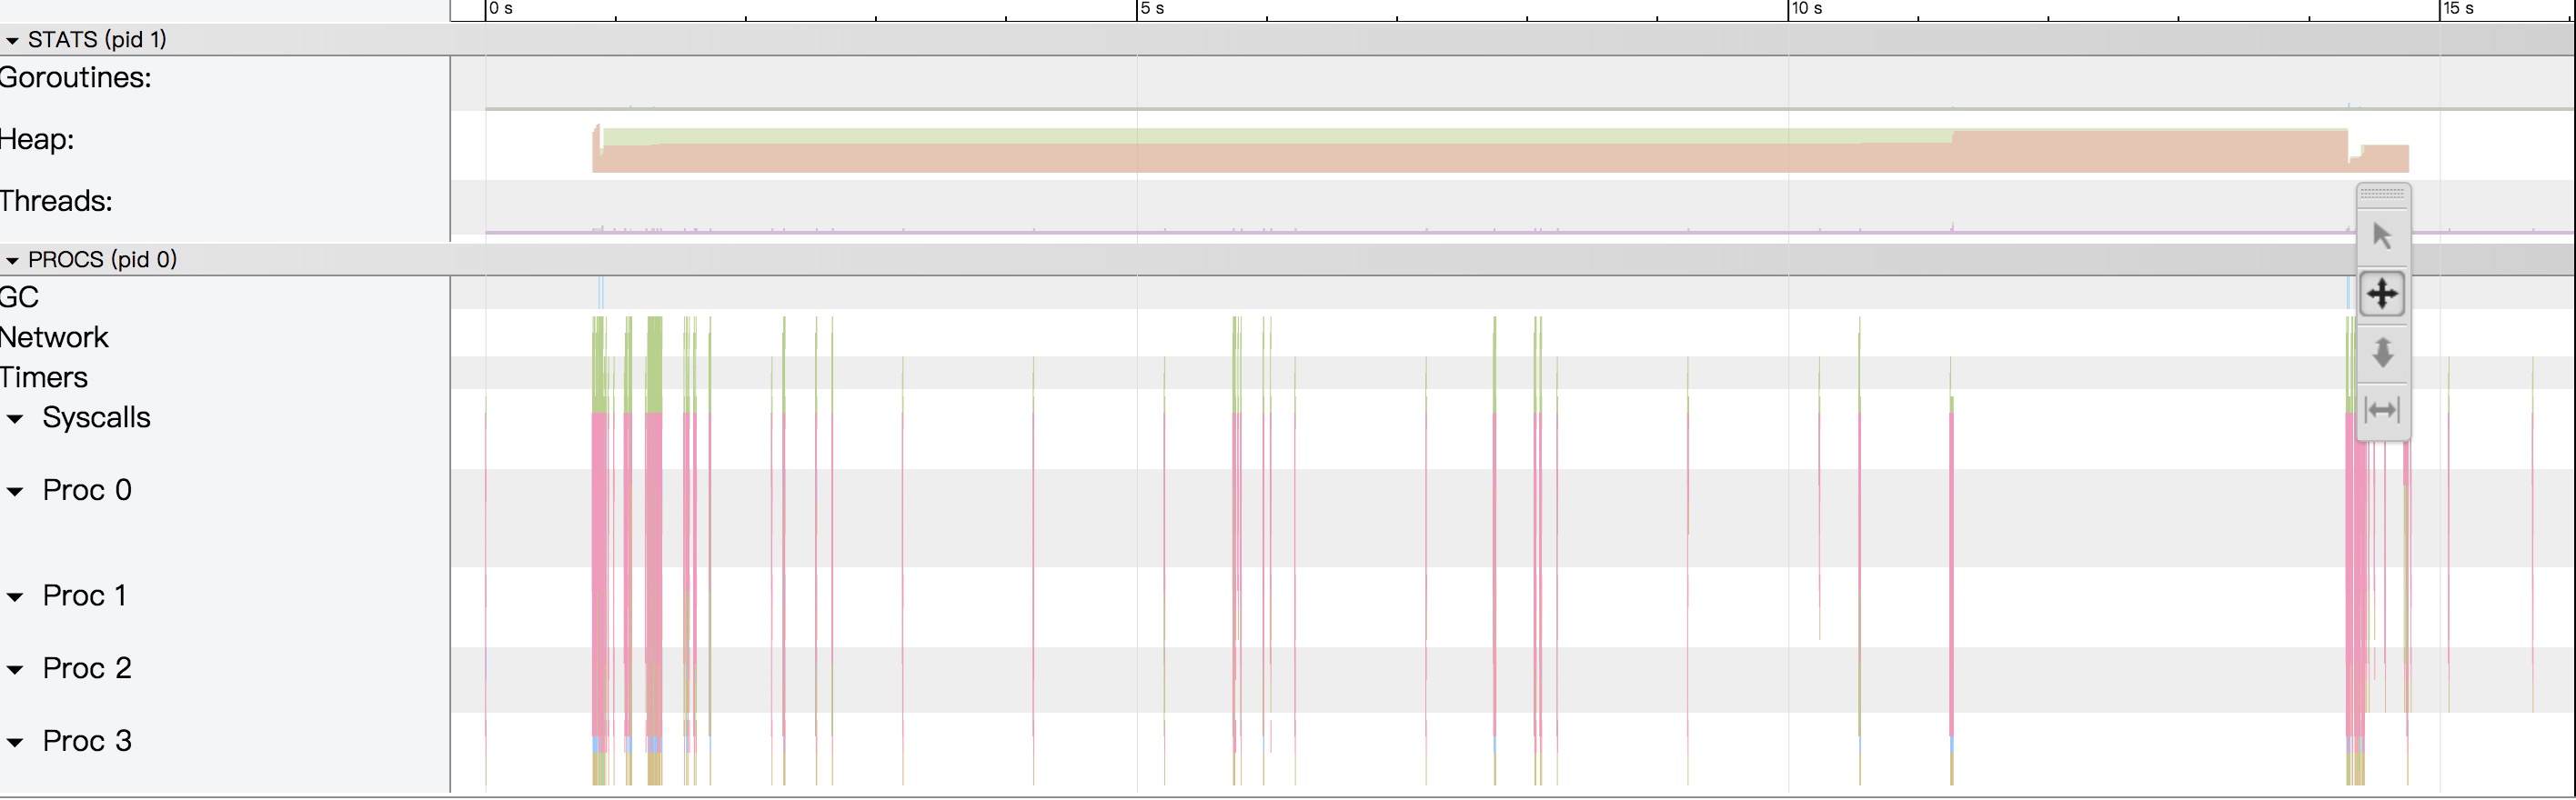 0 s 5 s 10 s 15 s
STATS (pid 1)
Goroutines:
Heap:
Threads:
PROCS (pid 0)
GC
Network
Timers
Syscalls
Proc 0
Proc 1
Proc 2
Proc 3